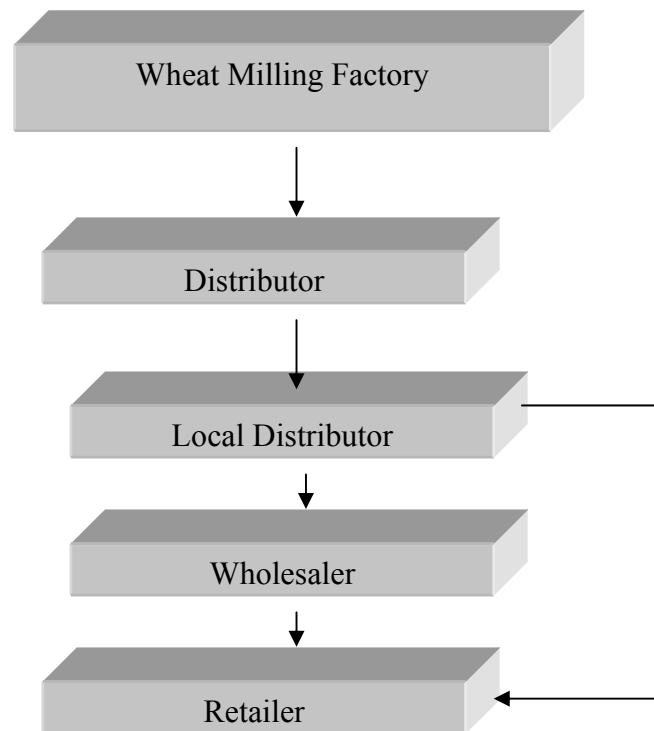 Wheat Milling Factory
Distributor
Local Distributor
Wholesaler
Retailer